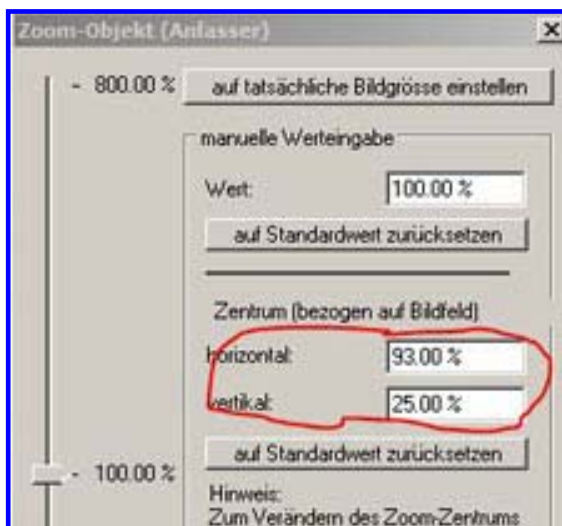 Zoom-Objekt (Anlasser)
- 800.00 %
auf tatsächliche Bildgrösse einstellen
manuelle Werteingabe
Wert: 100.00 %
auf Standardwert zurücksetzen
Zentrum (bezogen auf Bildfeld)
horizontal: 93.00 %
vertikal: 25.00 %
auf Standardwert zurücksetzen
- 100.00 %
Hinweis:
Zum Verändern des Zoom-Zentrums